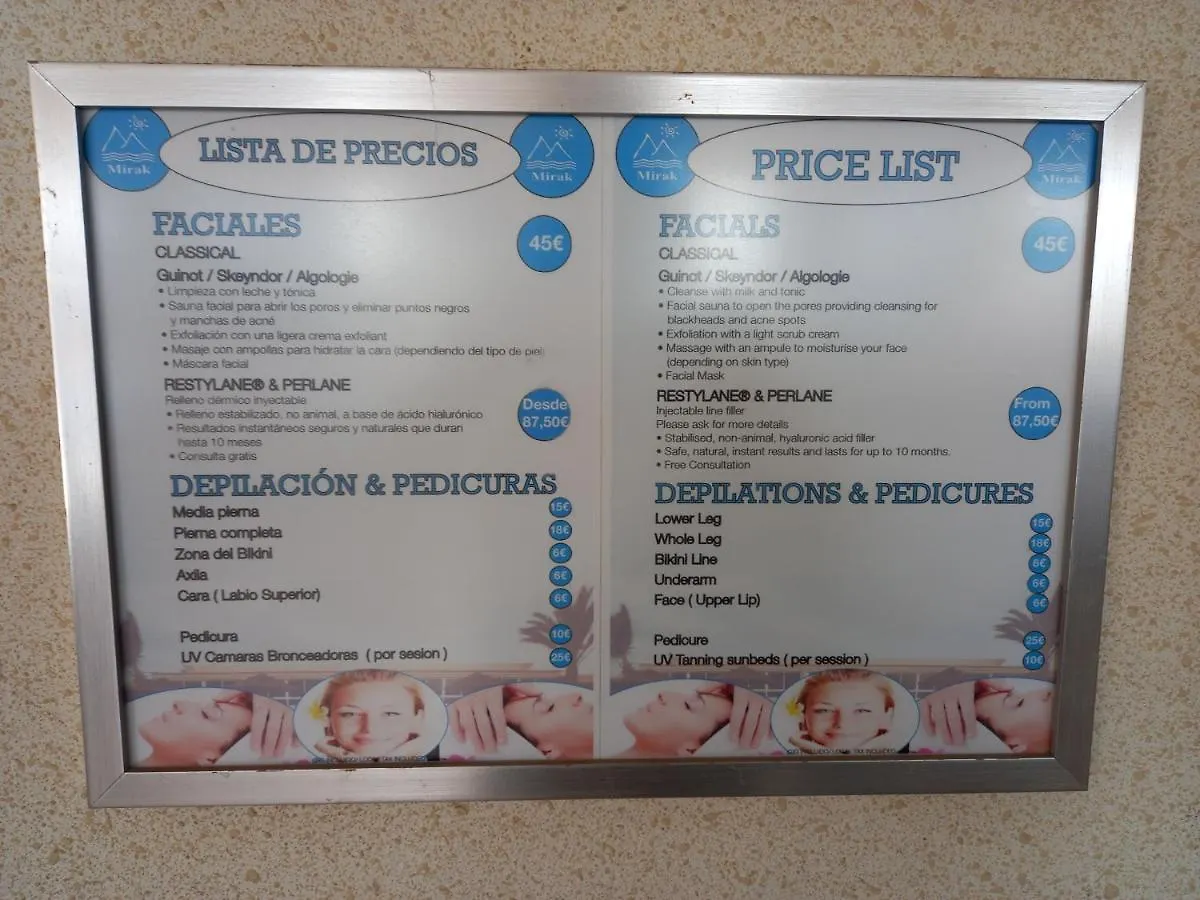 Mirak
LISTA DE PRECIOS
Mirak
FACIALES
45€
CLASSICAL
Guinot / Skeyndor / Algologie
• Limpieza con leche y tónica
• Sauna facial para abrir los poros y eliminar puntos negros
y manchas de acné
• Exfoliación con una ligera crema exfoliant
• Masaje con ampollas para hidratar la cara (dependiendo del tipo de piel)
• Máscara facial
RESTYLANE® & PERLANE
Relleno dérmico inyectable
Desde
87,50€
• Relleno estabilizado, no animal, a base de ácido hialurónico
• Resultados instantáneos seguros y naturales que duran
hasta 10 meses
• Consulta gratis
DEPILACIÓN & PEDICURAS
Media pierna 15€
Pierna completa 18€
Zona del Bikini 6€
Axila 6€
Cara ( Labio Superior) 6€
Pedicura 10€
UV Camaras Bronceadoras ( por sesion ) 25€
Mirak
PRICE LIST
Mirak
FACIALS
45€
CLASSICAL
Guinot / Skeyndor / Algologie
• Cleanse with milk and tonic
• Facial sauna to open the pores providing cleansing for
blackheads and acne spots
• Exfoliation with a light scrub cream
• Massage with an ampule to moisturise your face
(depending on skin type)
• Facial Mask
RESTYLANE® & PERLANE
From
87,50€
Injectable line filler
Please ask for more details
• Stabilised, non-animal, hyaluronic acid filler
• Safe, natural, instant results and lasts for up to 10 months.
• Free Consultation
DEPILATIONS & PEDICURES
Lower Leg 15€
Whole Leg 18€
Bikini Line 6€
Underarm 6€
Face ( Upper Lip) 6€
Pedicure 25€
UV Tanning sunbeds ( per session ) 10€